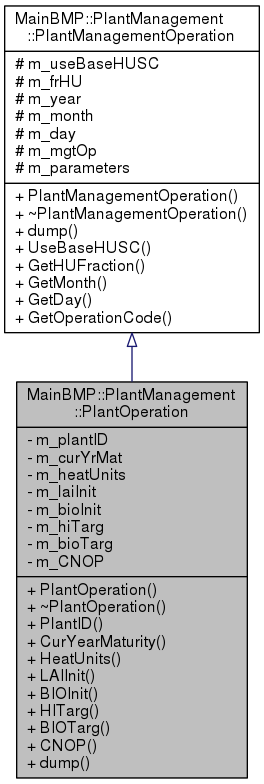 MainBMP::PlantManagement
::PlantManagementOperation
# m_useBaseHUSC
# m_frHU
# m_year
# m_month
# m_day
# m_mgtOp
# m_parameters
+ PlantManagementOperation()
+ ~PlantManagementOperation()
+ dump()
+ UseBaseHUSC()
+ GetHUFraction()
+ GetMonth()
+ GetDay()
+ GetOperationCode()
MainBMP::PlantManagement
::PlantOperation
- m_plantID
- m_curYrMat
- m_heatUnits
- m_laiInit
- m_bioInit
- m_hiTarg
- m_bioTarg
- m_CNOP
+ PlantOperation()
+ ~PlantOperation()
+ PlantID()
+ CurYearMaturity()
+ HeatUnits()
+ LAIInit()
+ BIOInit()
+ HITarg()
+ BIOTarg()
+ CNOP()
+ dump()